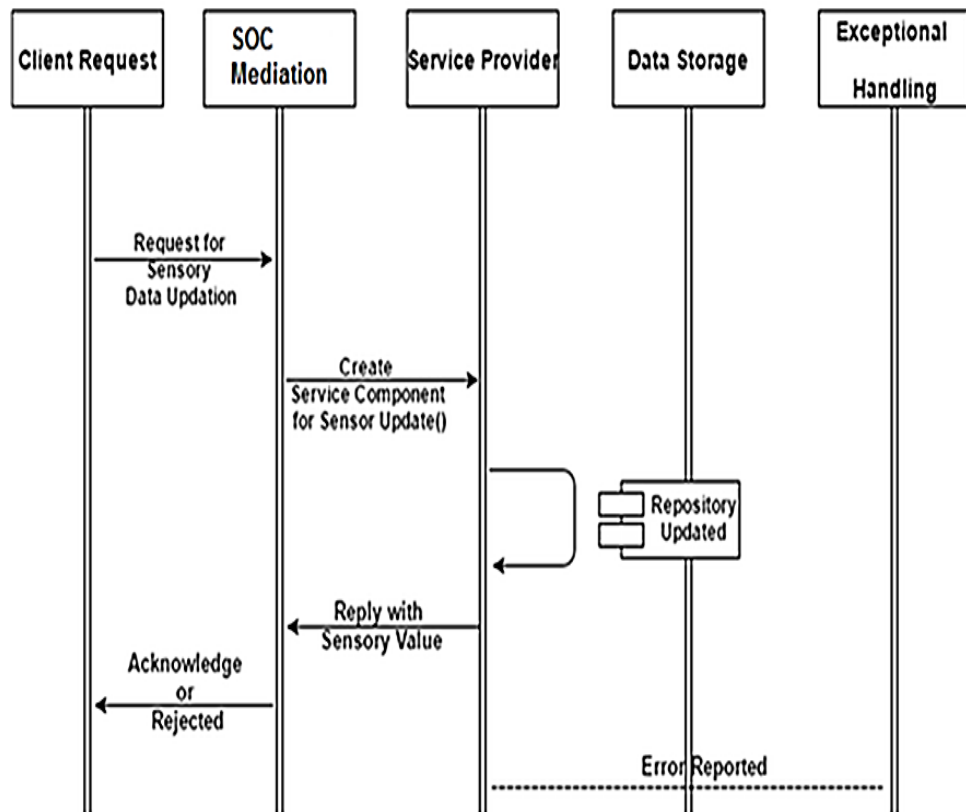 Client Request
SOC
Mediation
Service Provider
Data Storage
Exceptional
Handling
Request for
Sensory
Data Updation
Create
Service Component
for Sensor Update()
Repository
Updated
Reply with
Sensory Value
Acknowledge
or
Rejected
Error Reported